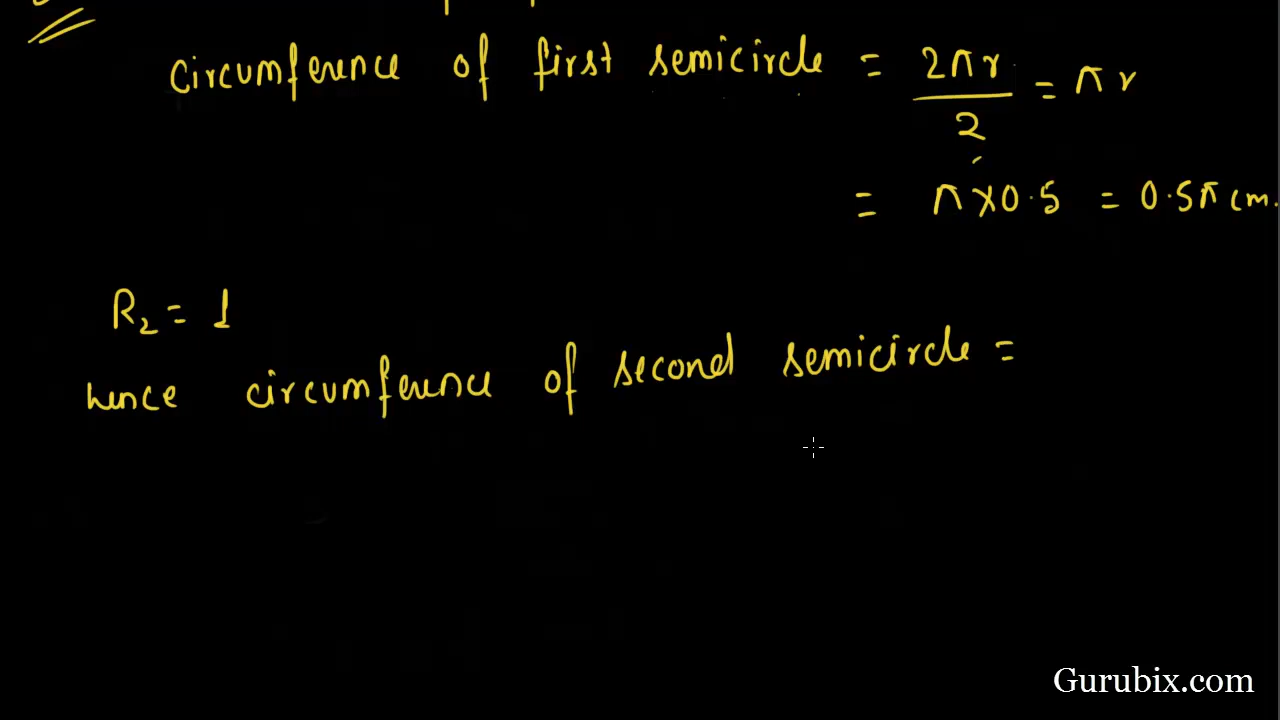 circumference of first semicircle = 2πr/2 = πr
= π×0.5 = 0.5π cm.
R₂ = 1
hence circumference of second semicircle =
Gurubix.com